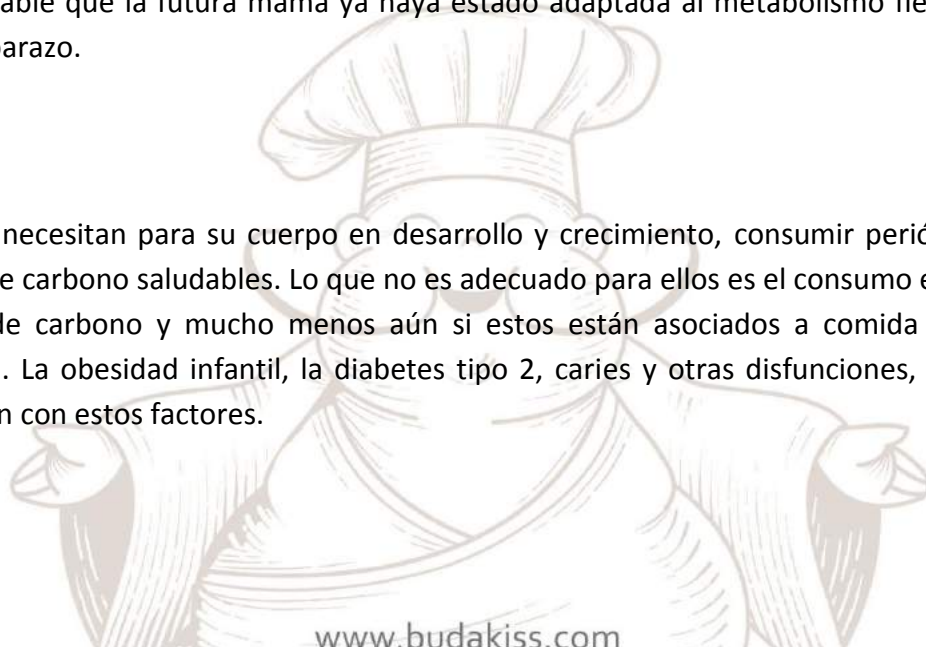 able que la futura mamá ya haya estado adaptada al metabolismo
arazo.
necesitan para su cuerpo en desarrollo y crecimiento, consumir perió
e carbono saludables. Lo que no es adecuado para ellos es el consumo e
de carbono y mucho menos aún si estos están asociados a comida
. La obesidad infantil, la diabetes tipo 2, caries y otras disfunciones,
n con estos factores.
www.budakiss.com